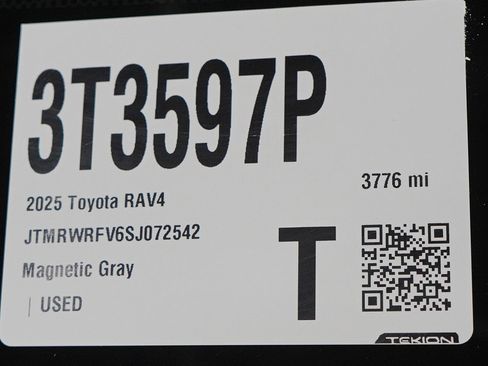 3T3597P
2025 Toyota RAV4
3776 mi
JTMRWRFV6SJ072542
Magnetic Gray
| USED
T
TEKION